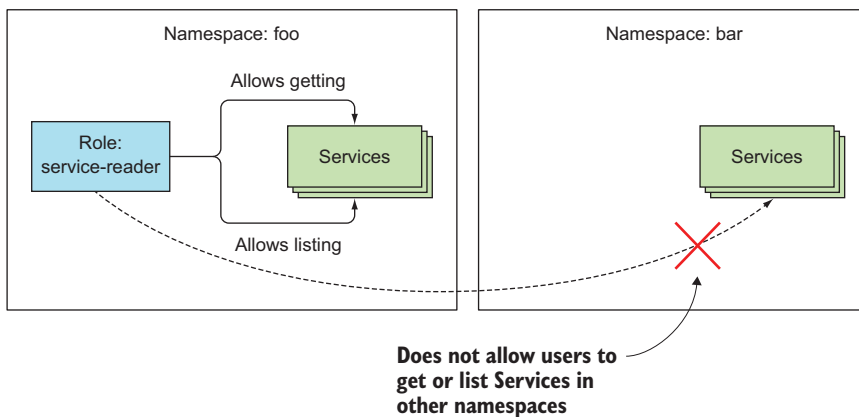 Namespace: foo
Namespace: bar
Allows getting
Role:
service-reader
Services
Services
Allows listing
Does not allow users to
get or list Services in
other namespaces